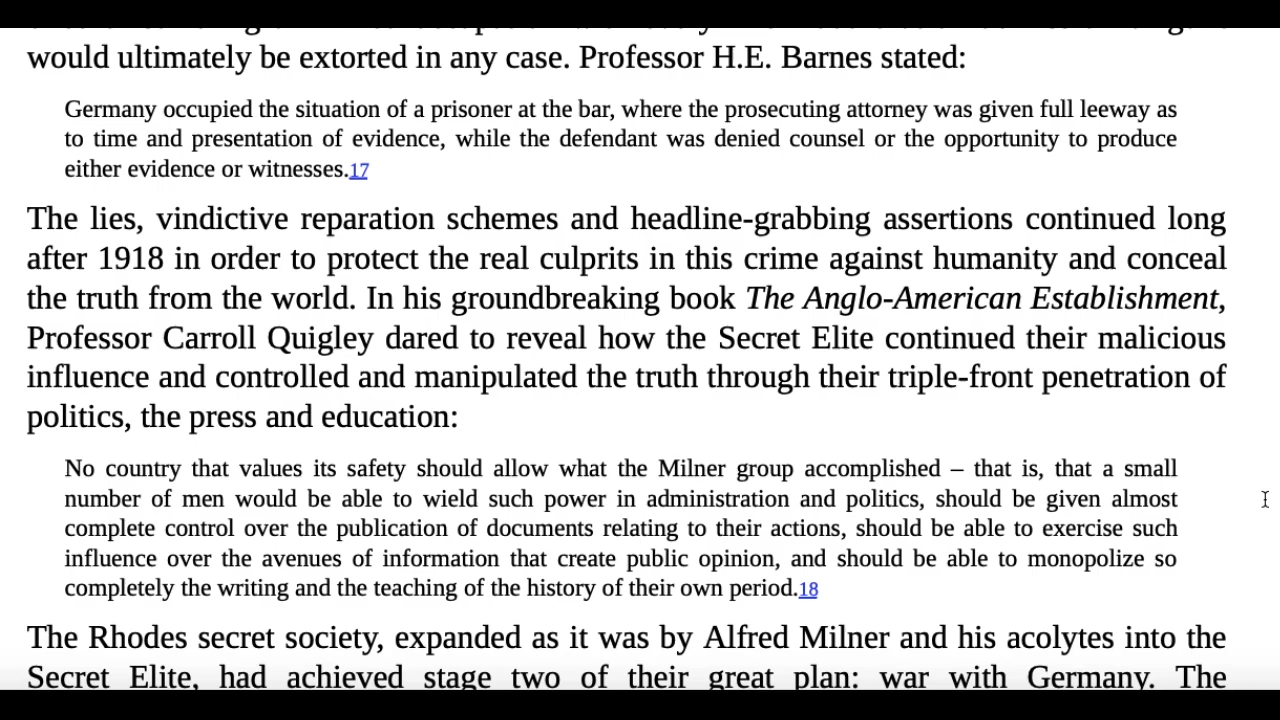 would ultimately be extorted in any case. Professor H.E. Barnes stated:
Germany occupied the situation of a prisoner at the bar, where the prosecuting attorney was given full leeway as
to time and presentation of evidence, while the defendant was denied counsel or the opportunity to produce
either evidence or witnesses.17
The lies, vindictive reparation schemes and headline-grabbing assertions continued long
after 1918 in order to protect the real culprits in this crime against humanity and conceal
the truth from the world. In his groundbreaking book The Anglo-American Establishment,
Professor Carroll Quigley dared to reveal how the Secret Elite continued their malicious
influence and controlled and manipulated the truth through their triple-front penetration of
politics, the press and education:
No country that values its safety should allow what the Milner group accomplished – that is, that a small
number of men would be able to wield such power in administration and politics, should be given almost
complete control over the publication of documents relating to their actions, should be able to exercise such
influence over the avenues of information that create public opinion, and should be able to monopolize so
completely the writing and the teaching of the history of their own period.18
The Rhodes secret society, expanded as it was by Alfred Milner and his acolytes into the
Secret Elite, had achieved stage two of their great plan: war with Germany. The